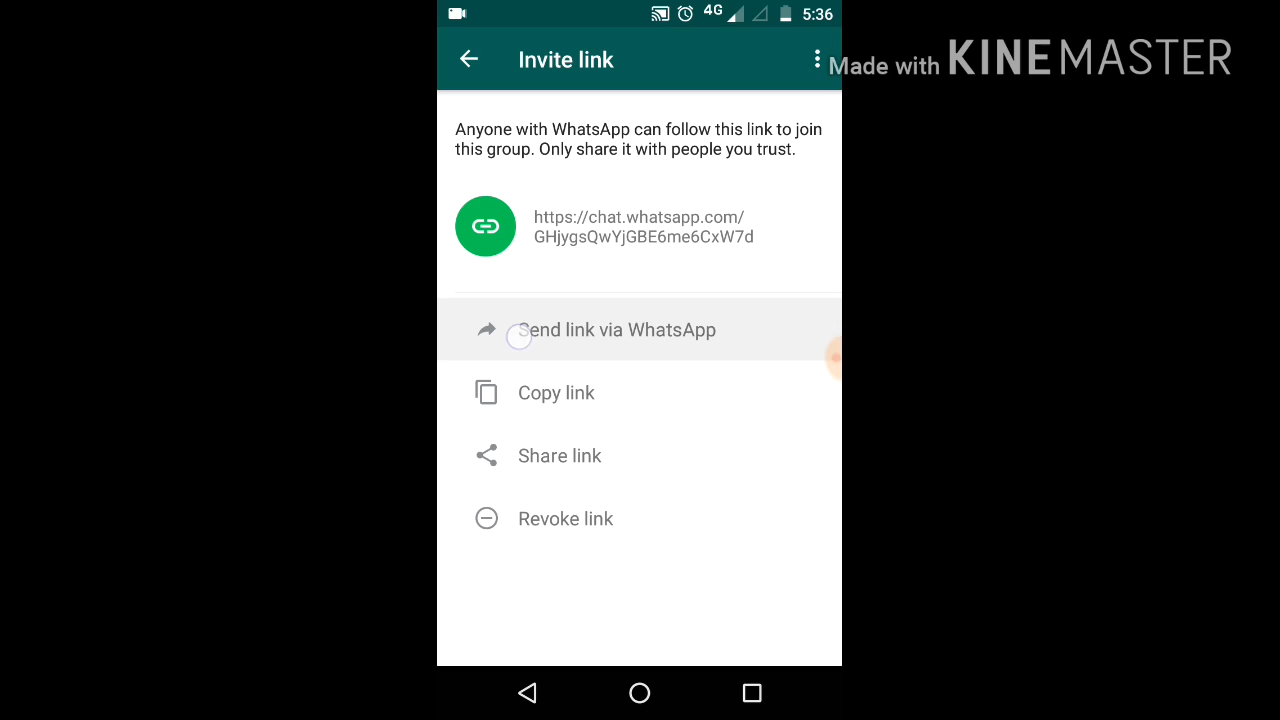 4G 5:36
Invite link
Made with KINEMASTER
Anyone with WhatsApp can follow this link to join
this group. Only share it with people you trust.
https://chat.whatsapp.com/
GHjygsQwYjGBE6me6CxW7d
Send link via WhatsApp
Copy link
Share link
Revoke link